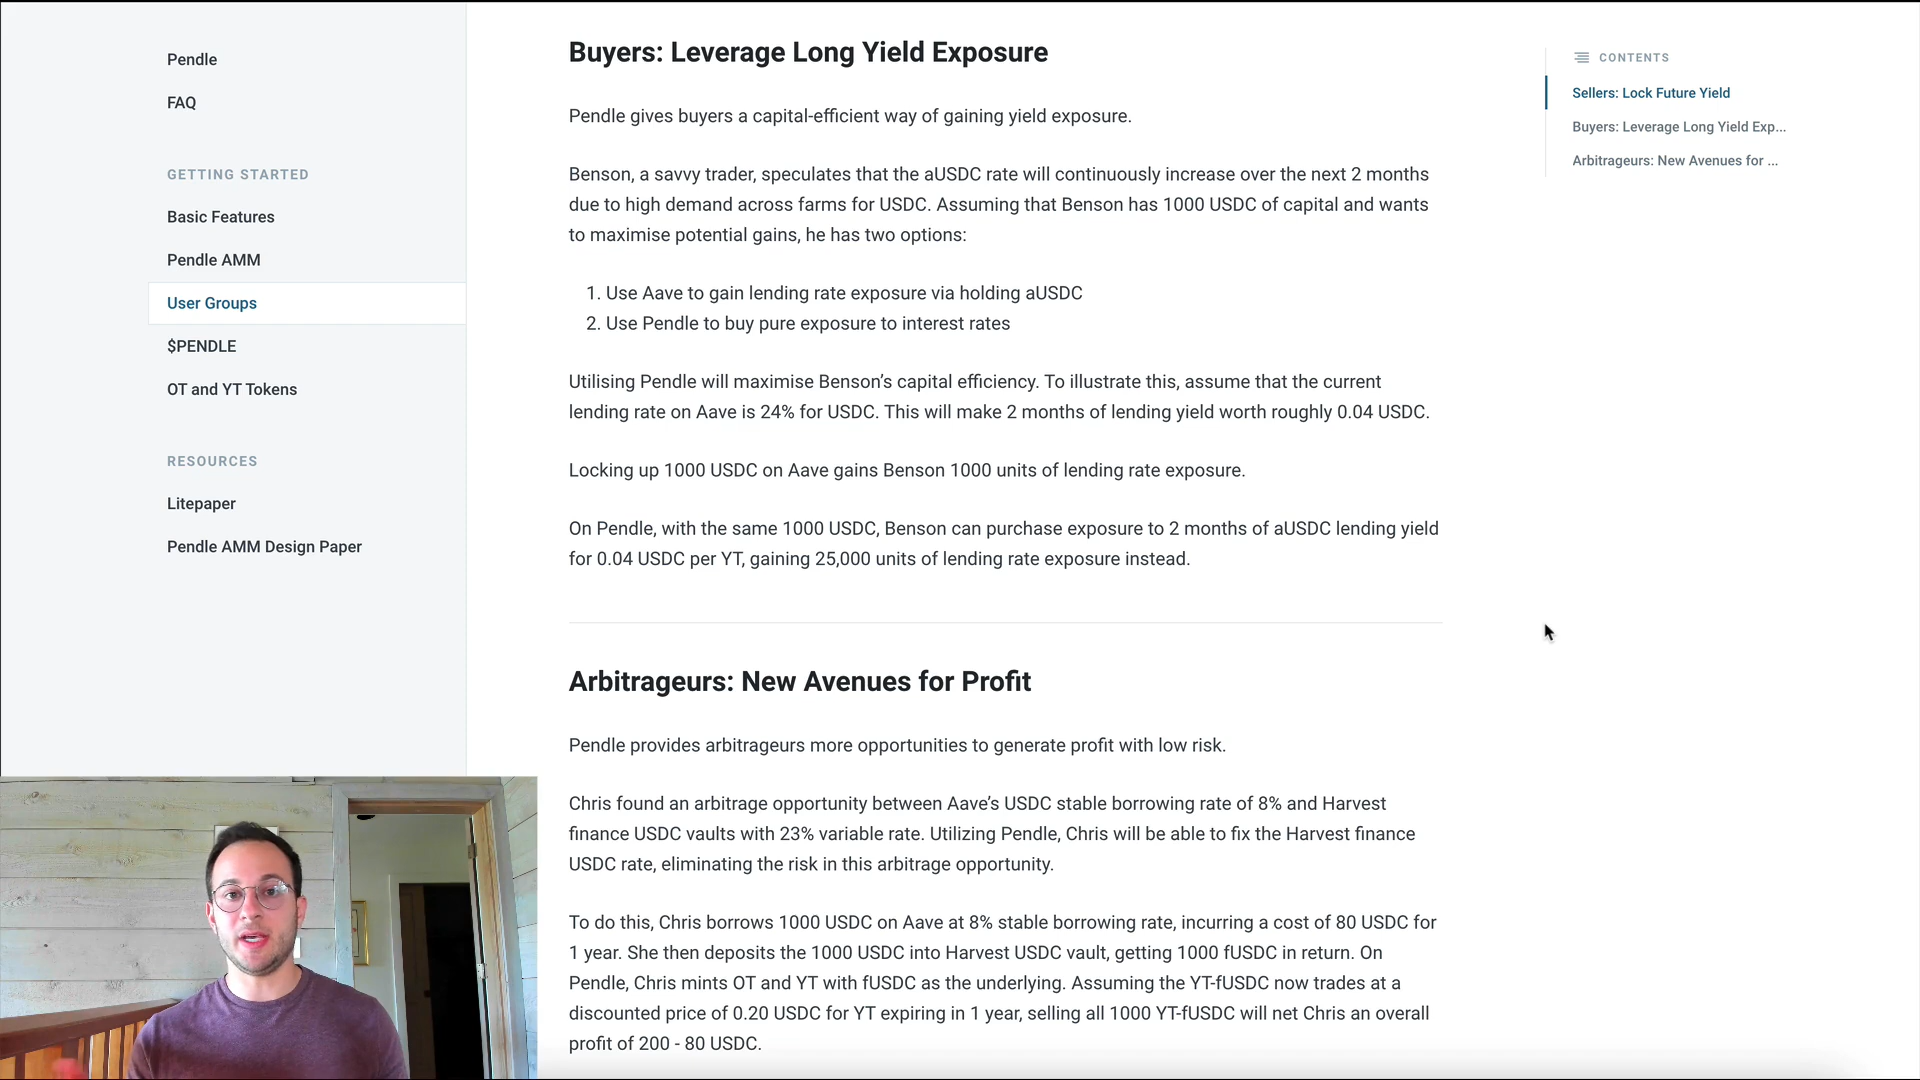 Pendle
FAQ
GETTING STARTED
Basic Features
Pendle AMM
User Groups
$PENDLE
OT and YT Tokens
RESOURCES
Litepaper
Pendle AMM Design Paper
Buyers: Leverage Long Yield Exposure
Pendle gives buyers a capital-efficient way of gaining yield exposure.
Benson, a savvy trader, speculates that the aUSDC rate will continuously increase over the next 2 months
due to high demand across farms for USDC. Assuming that Benson has 1000 USDC of capital and wants
to maximise potential gains, he has two options:
1. Use Aave to gain lending rate exposure via holding aUSDC
2. Use Pendle to buy pure exposure to interest rates
Utilising Pendle will maximise Benson’s capital efficiency. To illustrate this, assume that the current
lending rate on Aave is 24% for USDC. This will make 2 months of lending yield worth roughly 0.04 USDC.
Locking up 1000 USDC on Aave gains Benson 1000 units of lending rate exposure.
On Pendle, with the same 1000 USDC, Benson can purchase exposure to 2 months of aUSDC lending yield
for 0.04 USDC per YT, gaining 25,000 units of lending rate exposure instead.
Arbitrageurs: New Avenues for Profit
Pendle provides arbitrageurs more opportunities to generate profit with low risk.
Chris found an arbitrage opportunity between Aave’s USDC stable borrowing rate of 8% and Harvest
finance USDC vaults with 23% variable rate. Utilizing Pendle, Chris will be able to fix the Harvest finance
USDC rate, eliminating the risk in this arbitrage opportunity.
To do this, Chris borrows 1000 USDC on Aave at 8% stable borrowing rate, incurring a cost of 80 USDC for
1 year. She then deposits the 1000 USDC into Harvest USDC vault, getting 1000 fUSDC in return. On
Pendle, Chris mints OT and YT with fUSDC as the underlying. Assuming the YT-fUSDC now trades at a
discounted price of 0.20 USDC for YT expiring in 1 year, selling all 1000 YT-fUSDC will net Chris an overall
profit of 200 - 80 USDC.
CONTENTS
Sellers: Lock Future Yield
Buyers: Leverage Long Yield Exp...
Arbitrageurs: New Avenues for ...